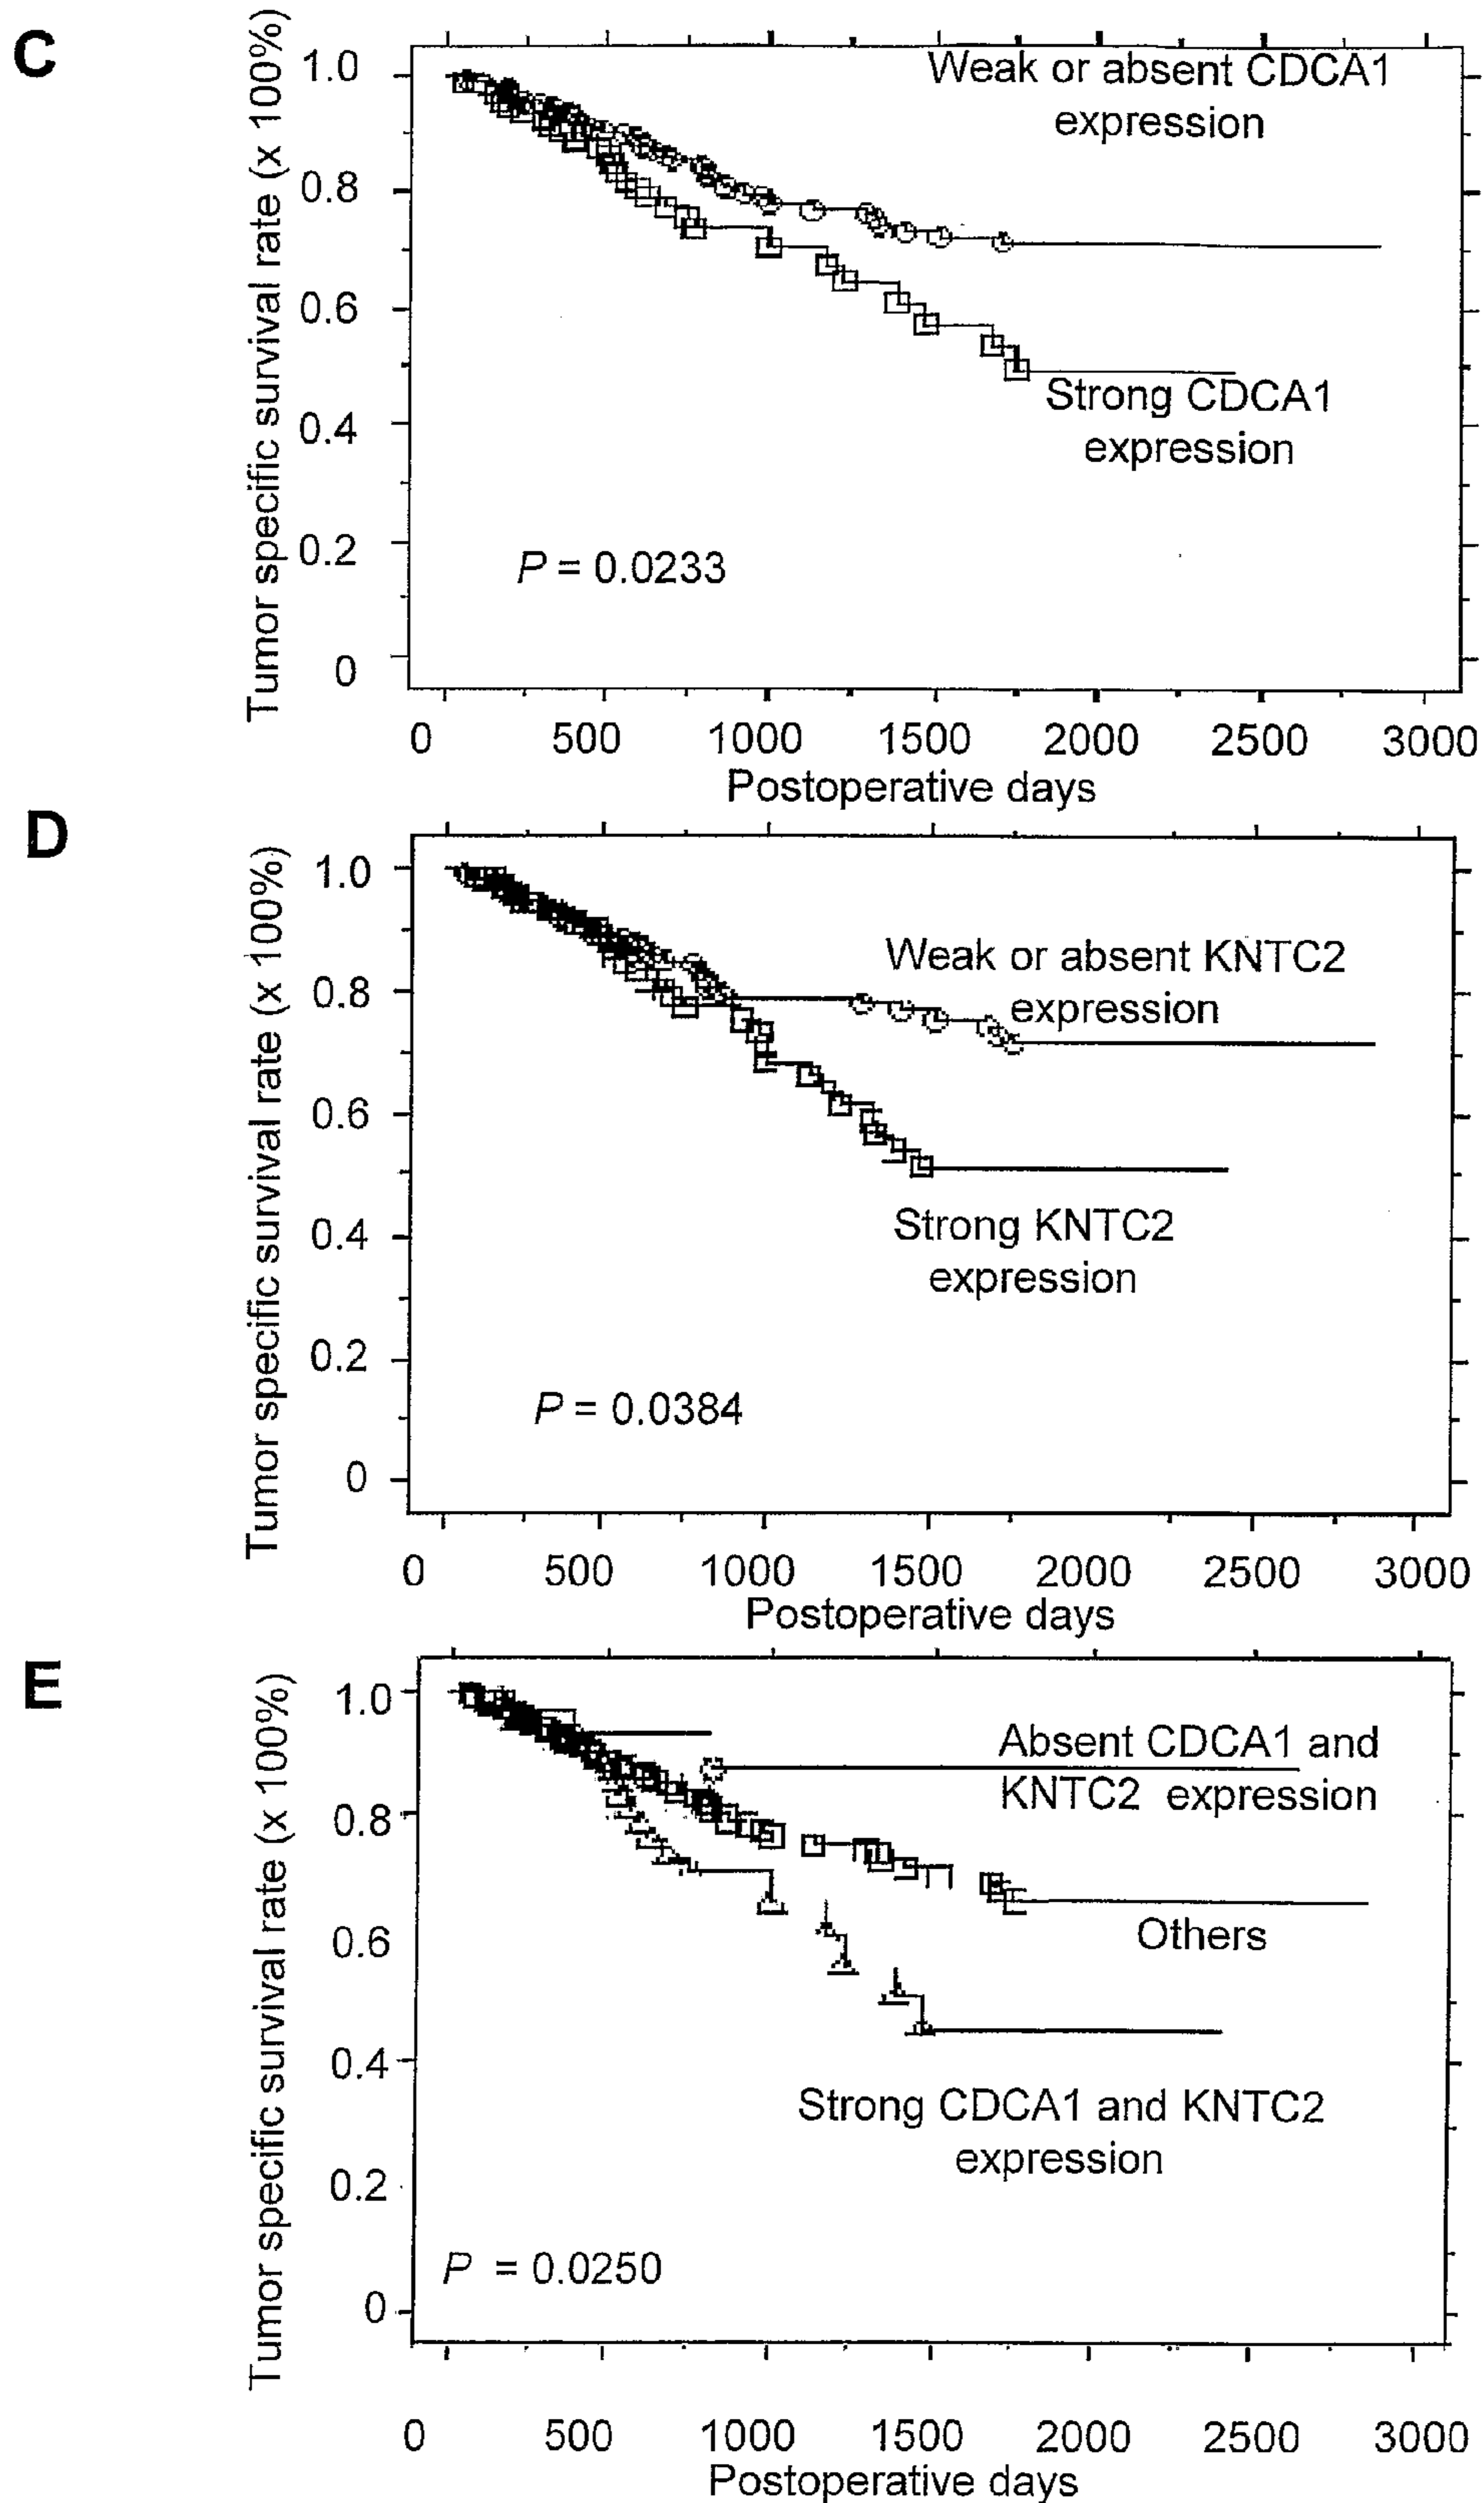 C
Tumor specific survival rate (x 100%)
1.0
0.8
0.6
0.4
0.2
0
Weak or absent CDCA1
expression
Strong CDCA1
expression
P = 0.0233
0 500 1000 1500 2000 2500 3000
Postoperative days
D
Tumor specific survival rate (x 100%)
1.0
0.8
0.6
0.4
0.2
0
Weak or absent KNTC2
expression
Strong KNTC2
expression
P = 0.0384
0 500 1000 1500 2000 2500 3000
Postoperative days
E
Tumor specific survival rate (x 100%)
1.0
0.8
0.6
0.4
0.2
0
Absent CDCA1 and
KNTC2 expression
Others
Strong CDCA1 and KNTC2
expression
P = 0.0250
0 500 1000 1500 2000 2500 3000
Postoperative days